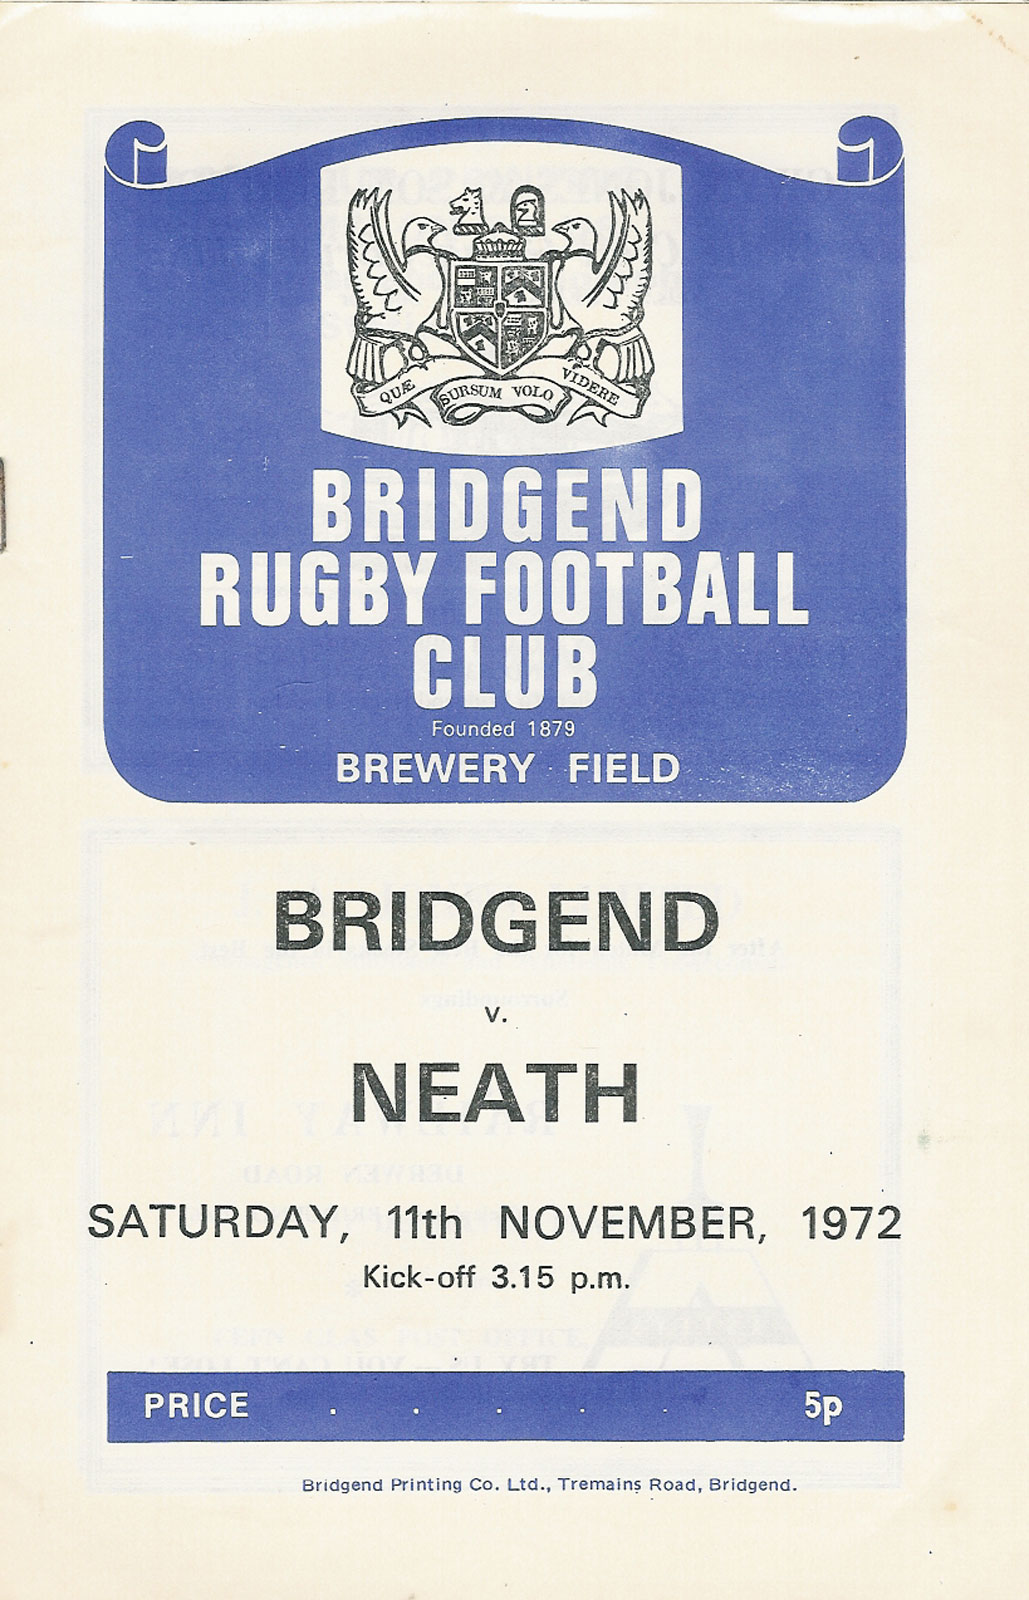 QUÆ SURSUM VOLO VIDERE
BRIDGEND
RUGBY FOOTBALL
CLUB
Founded 1879
BREWERY FIELD
BRIDGEND
v.
NEATH
SATURDAY, 11th NOVEMBER, 1972
Kick-off 3.15 p.m.
PRICE . . . . . 5p
Bridgend Printing Co. Ltd., Tremains Road, Bridgend.